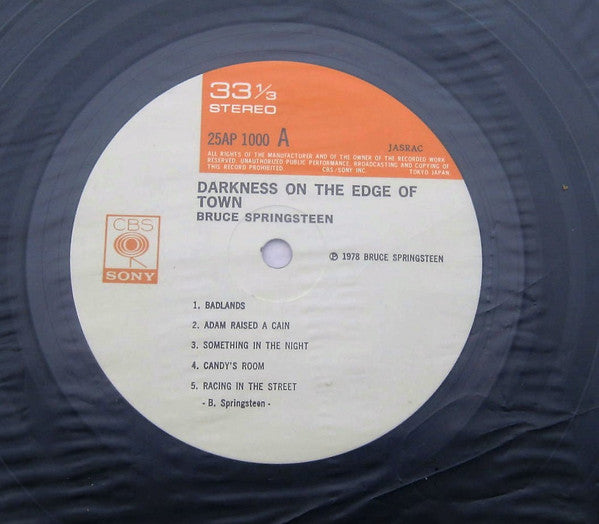 33 1/3
STEREO
25AP 1000 A
JASRAC
ALL RIGHTS OF THE MANUFACTURER AND OF THE OWNER OF THE RECORDED WORK
RESERVED. UNAUTHORIZED PUBLIC PERFORMANCE, BROADCASTING AND COPYING OF
THIS RECORD PROHIBITED CBS/SONY INC. TOKYO JAPAN.
DARKNESS ON THE EDGE OF
TOWN
BRUCE SPRINGSTEEN
CBS
SONY
℗ 1978 BRUCE SPRINGSTEEN
1. BADLANDS
2. ADAM RAISED A CAIN
3. SOMETHING IN THE NIGHT
4. CANDY'S ROOM
5. RACING IN THE STREET
- B. Springsteen -